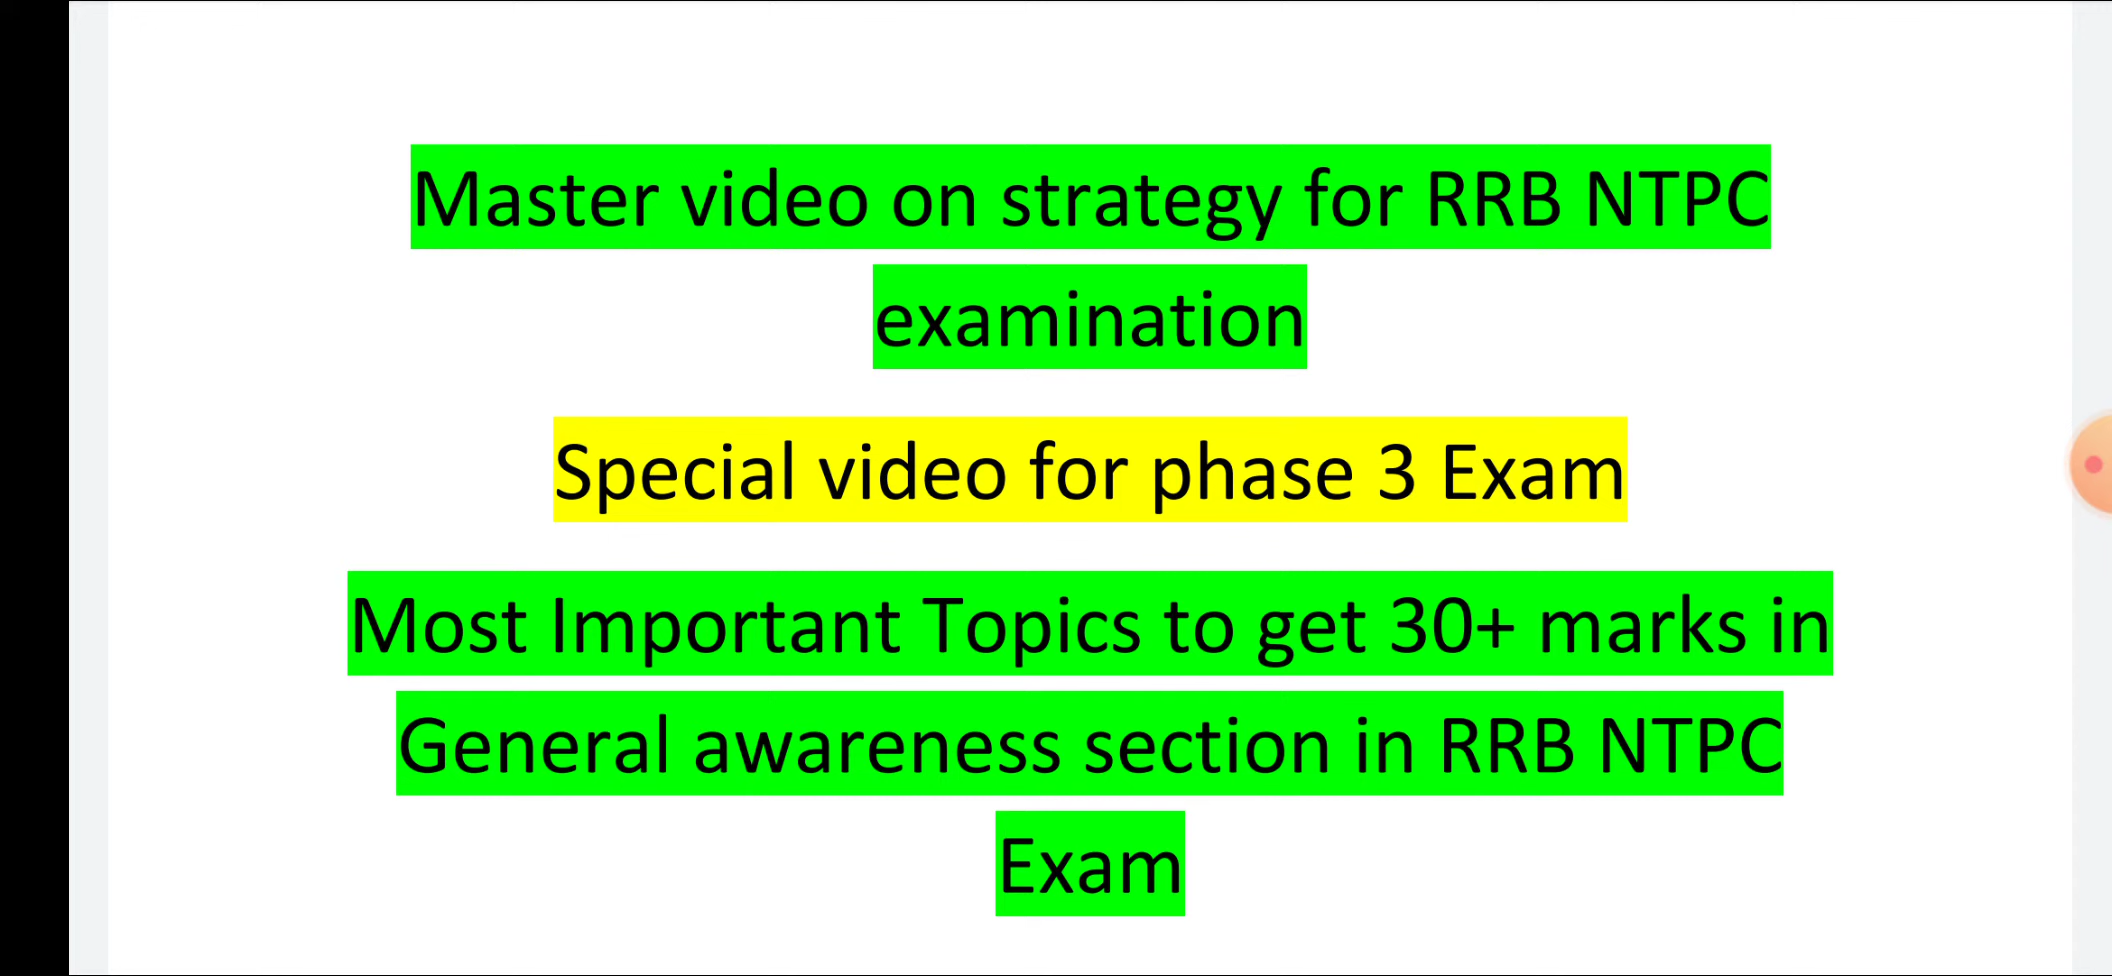 Master video on strategy for RRB NTPC
examination
Special video for phase 3 Exam
Most Important Topics to get 30+ marks in
General awareness section in RRB NTPC
Exam